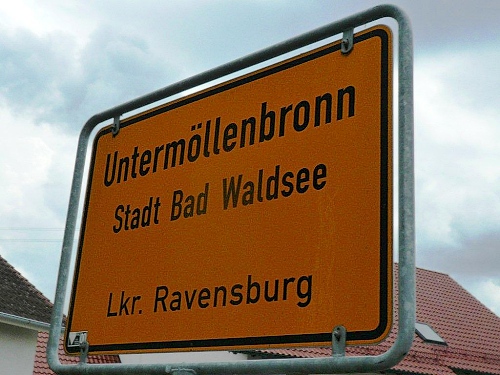 Untermöllenbronn
Stadt Bad Waldsee
Lkr. Ravensburg